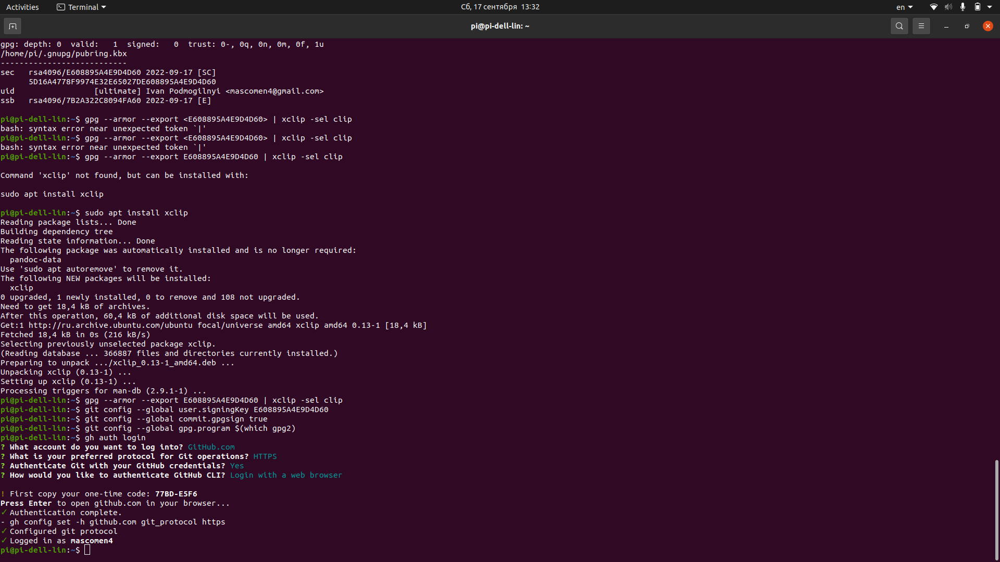 Activities
Terminal
Сб, 17 сентября 13:32
en
pi@pi-dell-lin: ~
gpg: depth: 0  valid:   1  signed:   0  trust: 0-, 0q, 0n, 0m, 0f, 1u
/home/pi/.gnupg/pubring.kbx
---------------------------
sec   rsa4096/E608895A4E9D4D60 2022-09-17 [SC]
      5D16A4778F9974E32E65027DE608895A4E9D4D60
uid                 [ultimate] Ivan Podmogilnyi <mascomen4@gmail.com>
ssb   rsa4096/7B2A322C8094FA60 2022-09-17 [E]
pi@pi-dell-lin:~$ gpg --armor --export <E608895A4E9D4D60> | xclip -sel clip
bash: syntax error near unexpected token `|'
pi@pi-dell-lin:~$ gpg --armor --export <E608895A4E9D4D60> | xclip -sel clip
bash: syntax error near unexpected token `|'
pi@pi-dell-lin:~$ gpg --armor --export E608895A4E9D4D60 | xclip -sel clip
Command 'xclip' not found, but can be installed with:
sudo apt install xclip
pi@pi-dell-lin:~$ sudo apt install xclip
Reading package lists... Done
Building dependency tree
Reading state information... Done
The following package was automatically installed and is no longer required:
  pandoc-data
Use 'sudo apt autoremove' to remove it.
The following NEW packages will be installed:
  xclip
0 upgraded, 1 newly installed, 0 to remove and 108 not upgraded.
Need to get 18,4 kB of archives.
After this operation, 60,4 kB of additional disk space will be used.
Get:1 http://ru.archive.ubuntu.com/ubuntu focal/universe amd64 xclip amd64 0.13-1 [18,4 kB]
Fetched 18,4 kB in 0s (216 kB/s)
Selecting previously unselected package xclip.
(Reading database ... 366887 files and directories currently installed.)
Preparing to unpack .../xclip_0.13-1_amd64.deb ...
Unpacking xclip (0.13-1) ...
Setting up xclip (0.13-1) ...
Processing triggers for man-db (2.9.1-1) ...
pi@pi-dell-lin:~$ gpg --armor --export E608895A4E9D4D60 | xclip -sel clip
pi@pi-dell-lin:~$ git config --global user.signingKey E608895A4E9D4D60
pi@pi-dell-lin:~$ git config --global commit.gpgsign true
pi@pi-dell-lin:~$ git config --global gpg.program $(which gpg2)
pi@pi-dell-lin:~$ gh auth login
? What account do you want to log into? GitHub.com
? What is your preferred protocol for Git operations? HTTPS
? Authenticate Git with your GitHub credentials? Yes
? How would you like to authenticate GitHub CLI? Login with a web browser
! First copy your one-time code: 77BD-E5F6
Press Enter to open github.com in your browser...
✓ Authentication complete.
- gh config set -h github.com git_protocol https
✓ Configured git protocol
✓ Logged in as mascomen4
pi@pi-dell-lin:~$